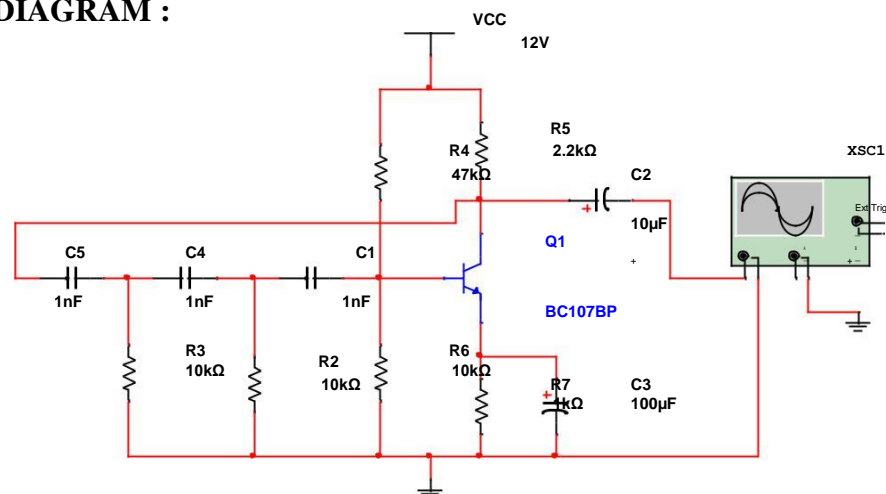 DIAGRAM :
VCC
12V
R4
47kΩ
R5
2.2kΩ
C2
10µF
XSC1
Ext Trig
+
+
Q1
BC107BP
C5
1nF
C4
1nF
C1
1nF
R3
10kΩ
R2
10kΩ
R6
10kΩ
R7
1kΩ
+
C3
100µF